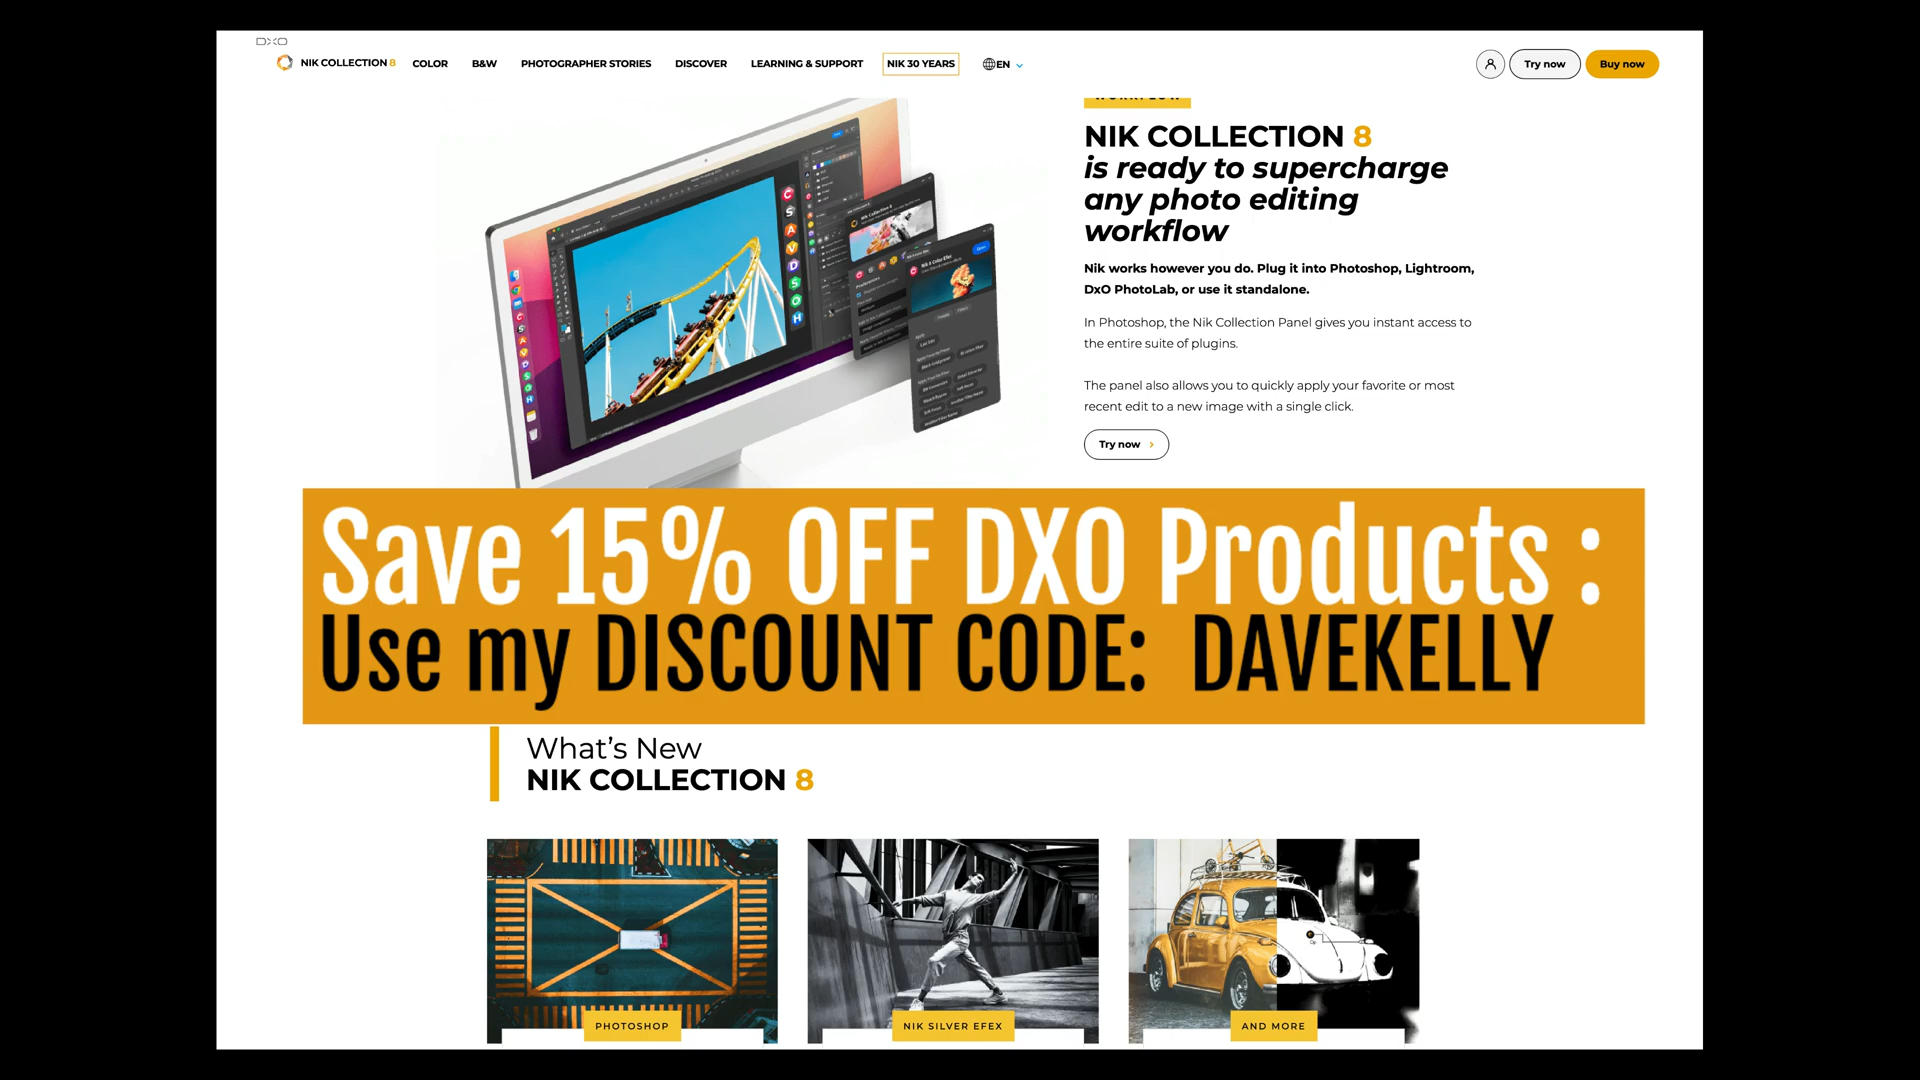 DXO
NIK COLLECTION 8 COLOR B&W PHOTOGRAPHER STORIES DISCOVER LEARNING & SUPPORT NIK 30 YEARS EN Try now Buy now
NIK COLLECTION 8
is ready to supercharge
any photo editing
workflow
Nik works however you do. Plug it into Photoshop, Lightroom,
DxO PhotoLab, or use it standalone.
In Photoshop, the Nik Collection Panel gives you instant access to
the entire suite of plugins.
The panel also allows you to quickly apply your favorite or most
recent edit to a new image with a single click.
Try now
Save 15% OFF DXO Products :
Use my DISCOUNT CODE: DAVEKELLY
What's New
NIK COLLECTION 8
PHOTOSHOP
NIK SILVER EFEX
AND MORE